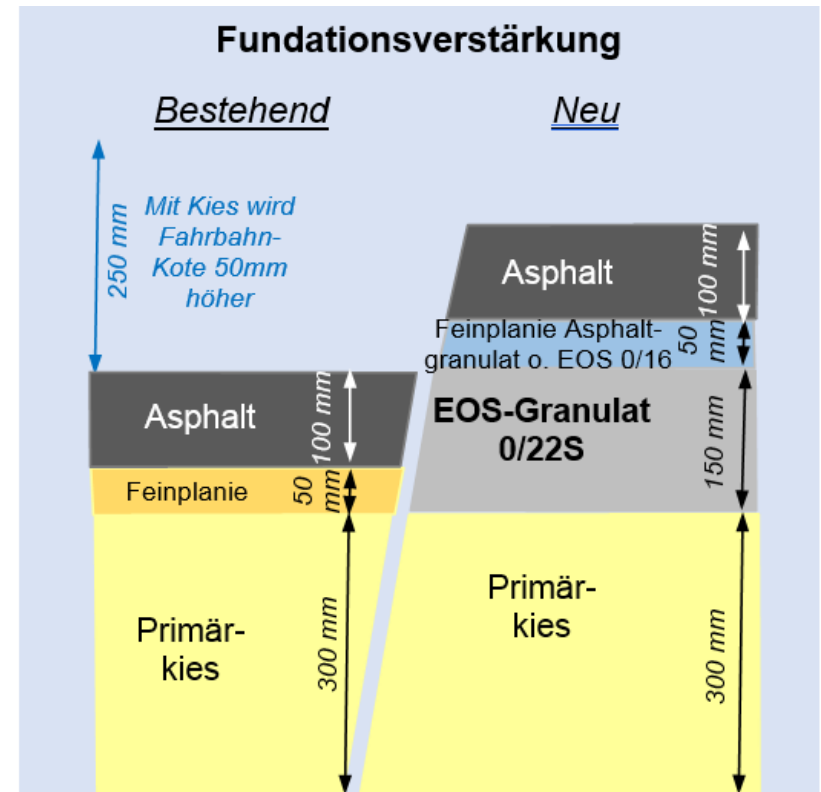 Fundationsverstärkung
Bestehend
Neu
250 mm
Mit Kies wird
Fahrbahn-
Kote 50mm
höher
Asphalt
100 mm
Feinplanie
50
mm
Primär-
kies
300 mm
Asphalt
100 mm
Feinplanie Asphalt-
granulat o. EOS 0/16
50
mm
EOS-Granulat
0/22S
150 mm
Primär-
kies
300 mm